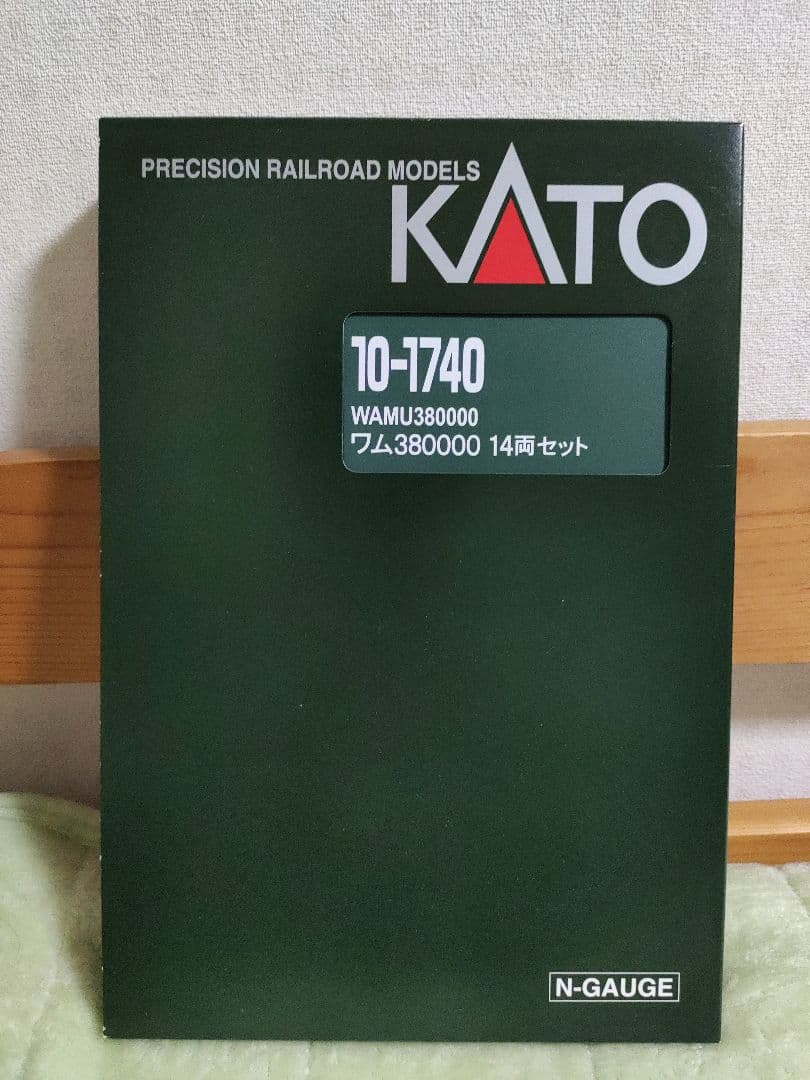 PRECISION RAILROAD MODELS
KATO
10-1740
WAMU380000
ワム380000 14両セット
N-GAUGE